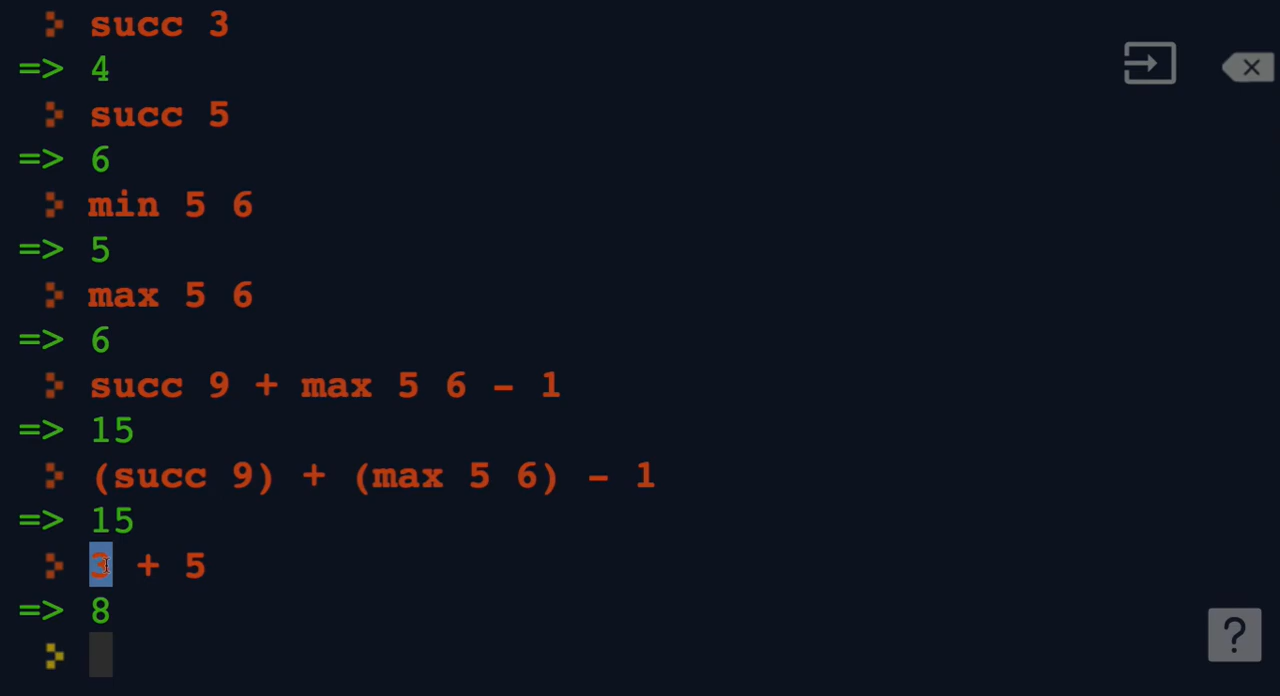 succ 3
=> 4
succ 5
=> 6
min 5 6
=> 5
max 5 6
=> 6
succ 9 + max 5 6 - 1
=> 15
(succ 9) + (max 5 6) - 1
=> 15
3 + 5
=> 8
?